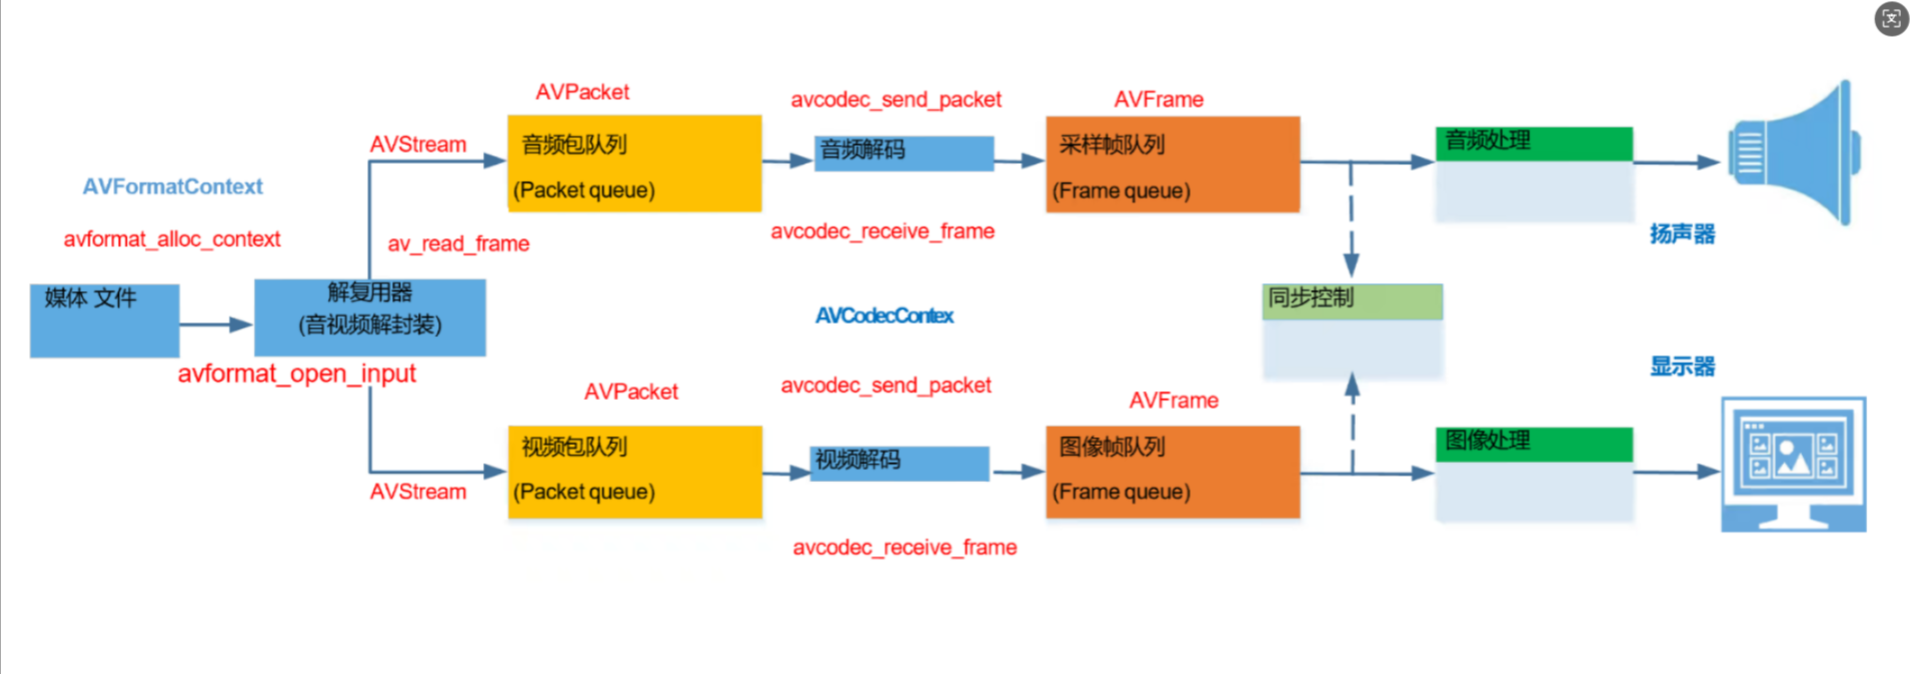 AVPacket
avcodec_send_packet
AVFrame
AVStream
音频包队列
(Packet queue)
音频解码
采样帧队列
(Frame queue)
音频处理
AVFormatContext
avformat_alloc_context
av_read_frame
avcodec_receive_frame
扬声器
媒体 文件
解复用器
(音视频解封装)
AVCodecContex
同步控制
avformat_open_input
AVPacket
avcodec_send_packet
AVFrame
显示器
AVStream
视频包队列
(Packet queue)
视频解码
图像帧队列
(Frame queue)
图像处理
avcodec_receive_frame